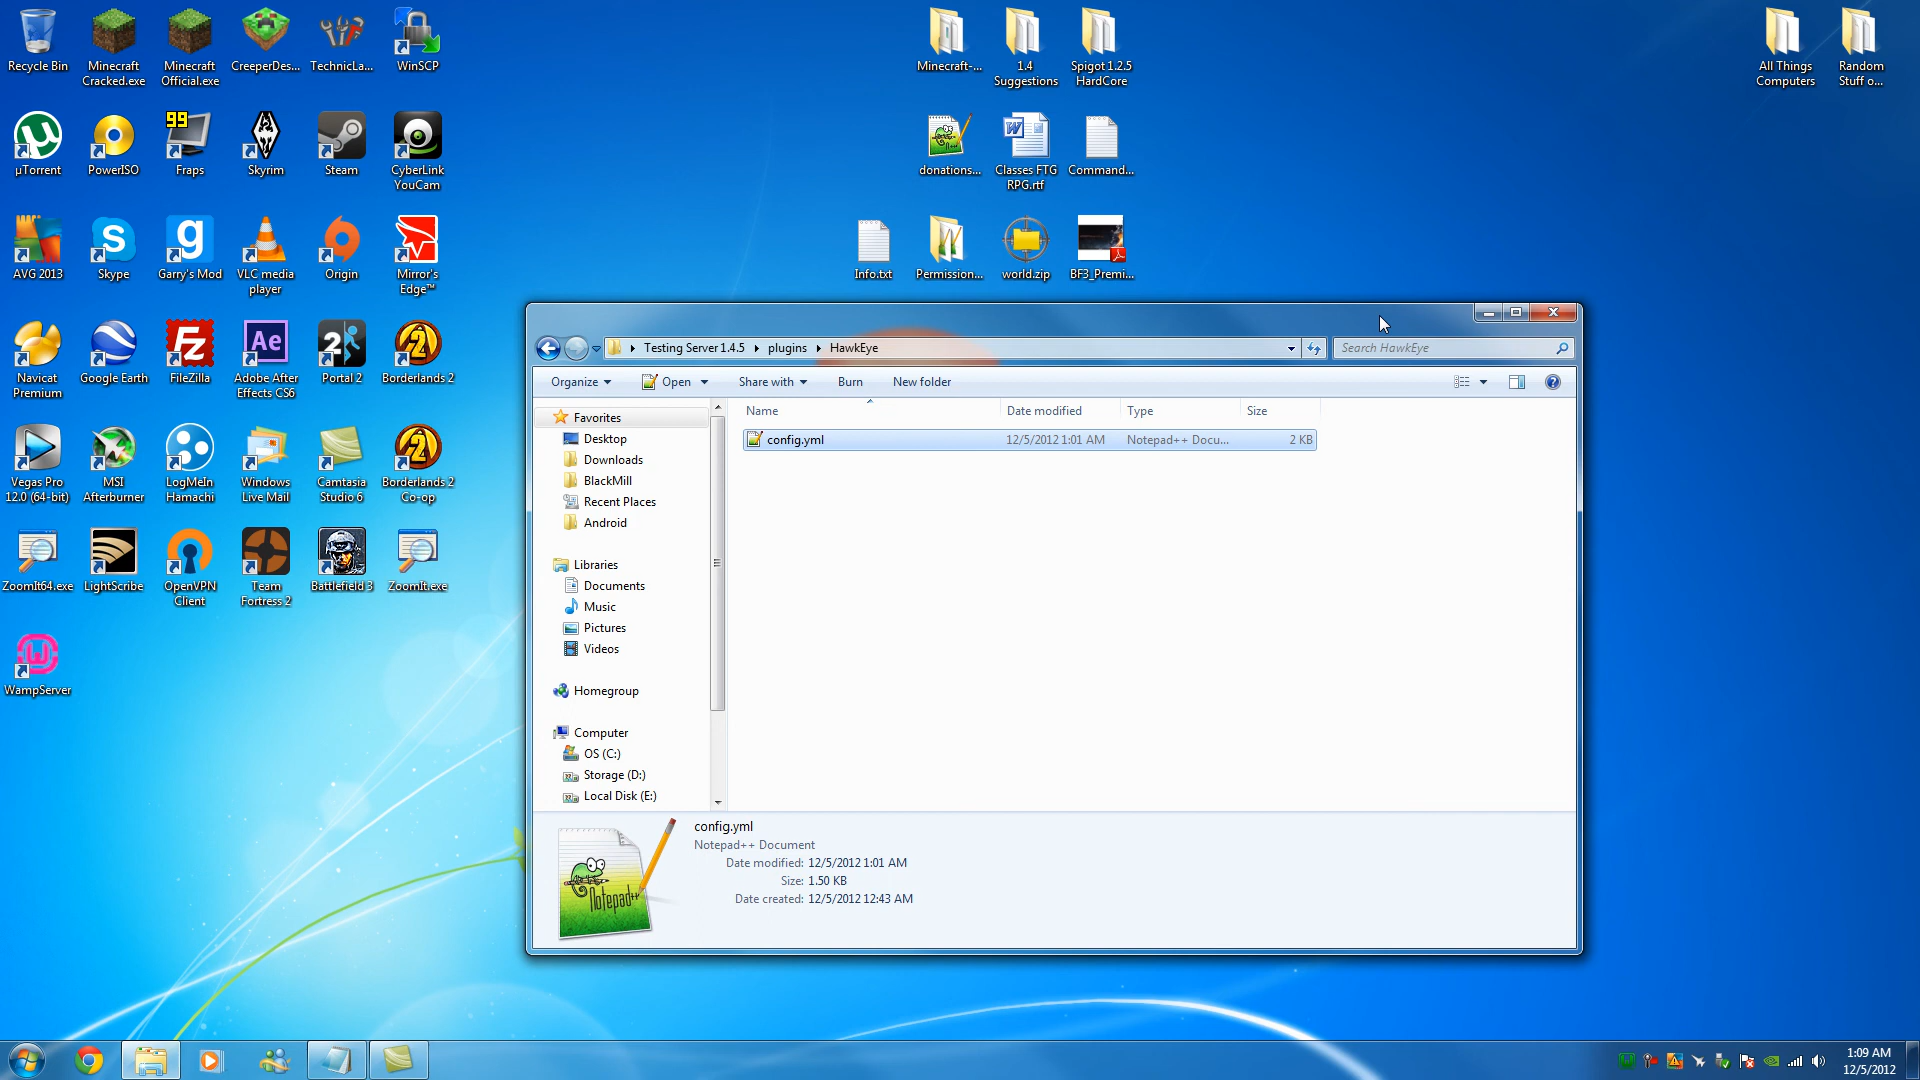 Recycle Bin
Minecraft Cracked.exe
Minecraft Official.exe
CreeperDes...
TechnicLa...
WinSCP
Minecraft-...
1.4 Suggestions
Spigot 1.2.5 HardCore
All Things Computers
Random Stuff o...
µTorrent
PowerISO
99
Fraps
Skyrim
Steam
CyberLink YouCam
donations...
Classes FTG RPG.rtf
Command...
AVG 2013
Skype
Garry's Mod
VLC media player
Origin
Mirror's Edge™
Info.txt
Permission...
world.zip
BF3_Premi...
Navicat Premium
Google Earth
FileZilla
Adobe After Effects CS6
Portal 2
Borderlands 2
Vegas Pro 12.0 (64-bit)
MSI Afterburner
LogMeIn Hamachi
Windows Live Mail
Camtasia Studio 6
Borderlands 2 Co-op
ZoomIt64.exe
LightScribe
OpenVPN Client
Team Fortress 2
Battlefield 3
ZoomIt.exe
WampServer
Testing Server 1.4.5
plugins
HawkEye
Search HawkEye
Organize
Open
Share with
Burn
New folder
Name
Date modified
Type
Size
config.yml
12/5/2012 1:01 AM
Notepad++ Docu...
2 KB
Favorites
Desktop
Downloads
BlackMill
Recent Places
Android
Libraries
Documents
Music
Pictures
Videos
Homegroup
Computer
OS (C:)
Storage (D:)
Local Disk (E:)
Notepad++
config.yml
Notepad++ Document
Date modified: 12/5/2012 1:01 AM
Size: 1.50 KB
Date created: 12/5/2012 12:43 AM
1:09 AM
12/5/2012